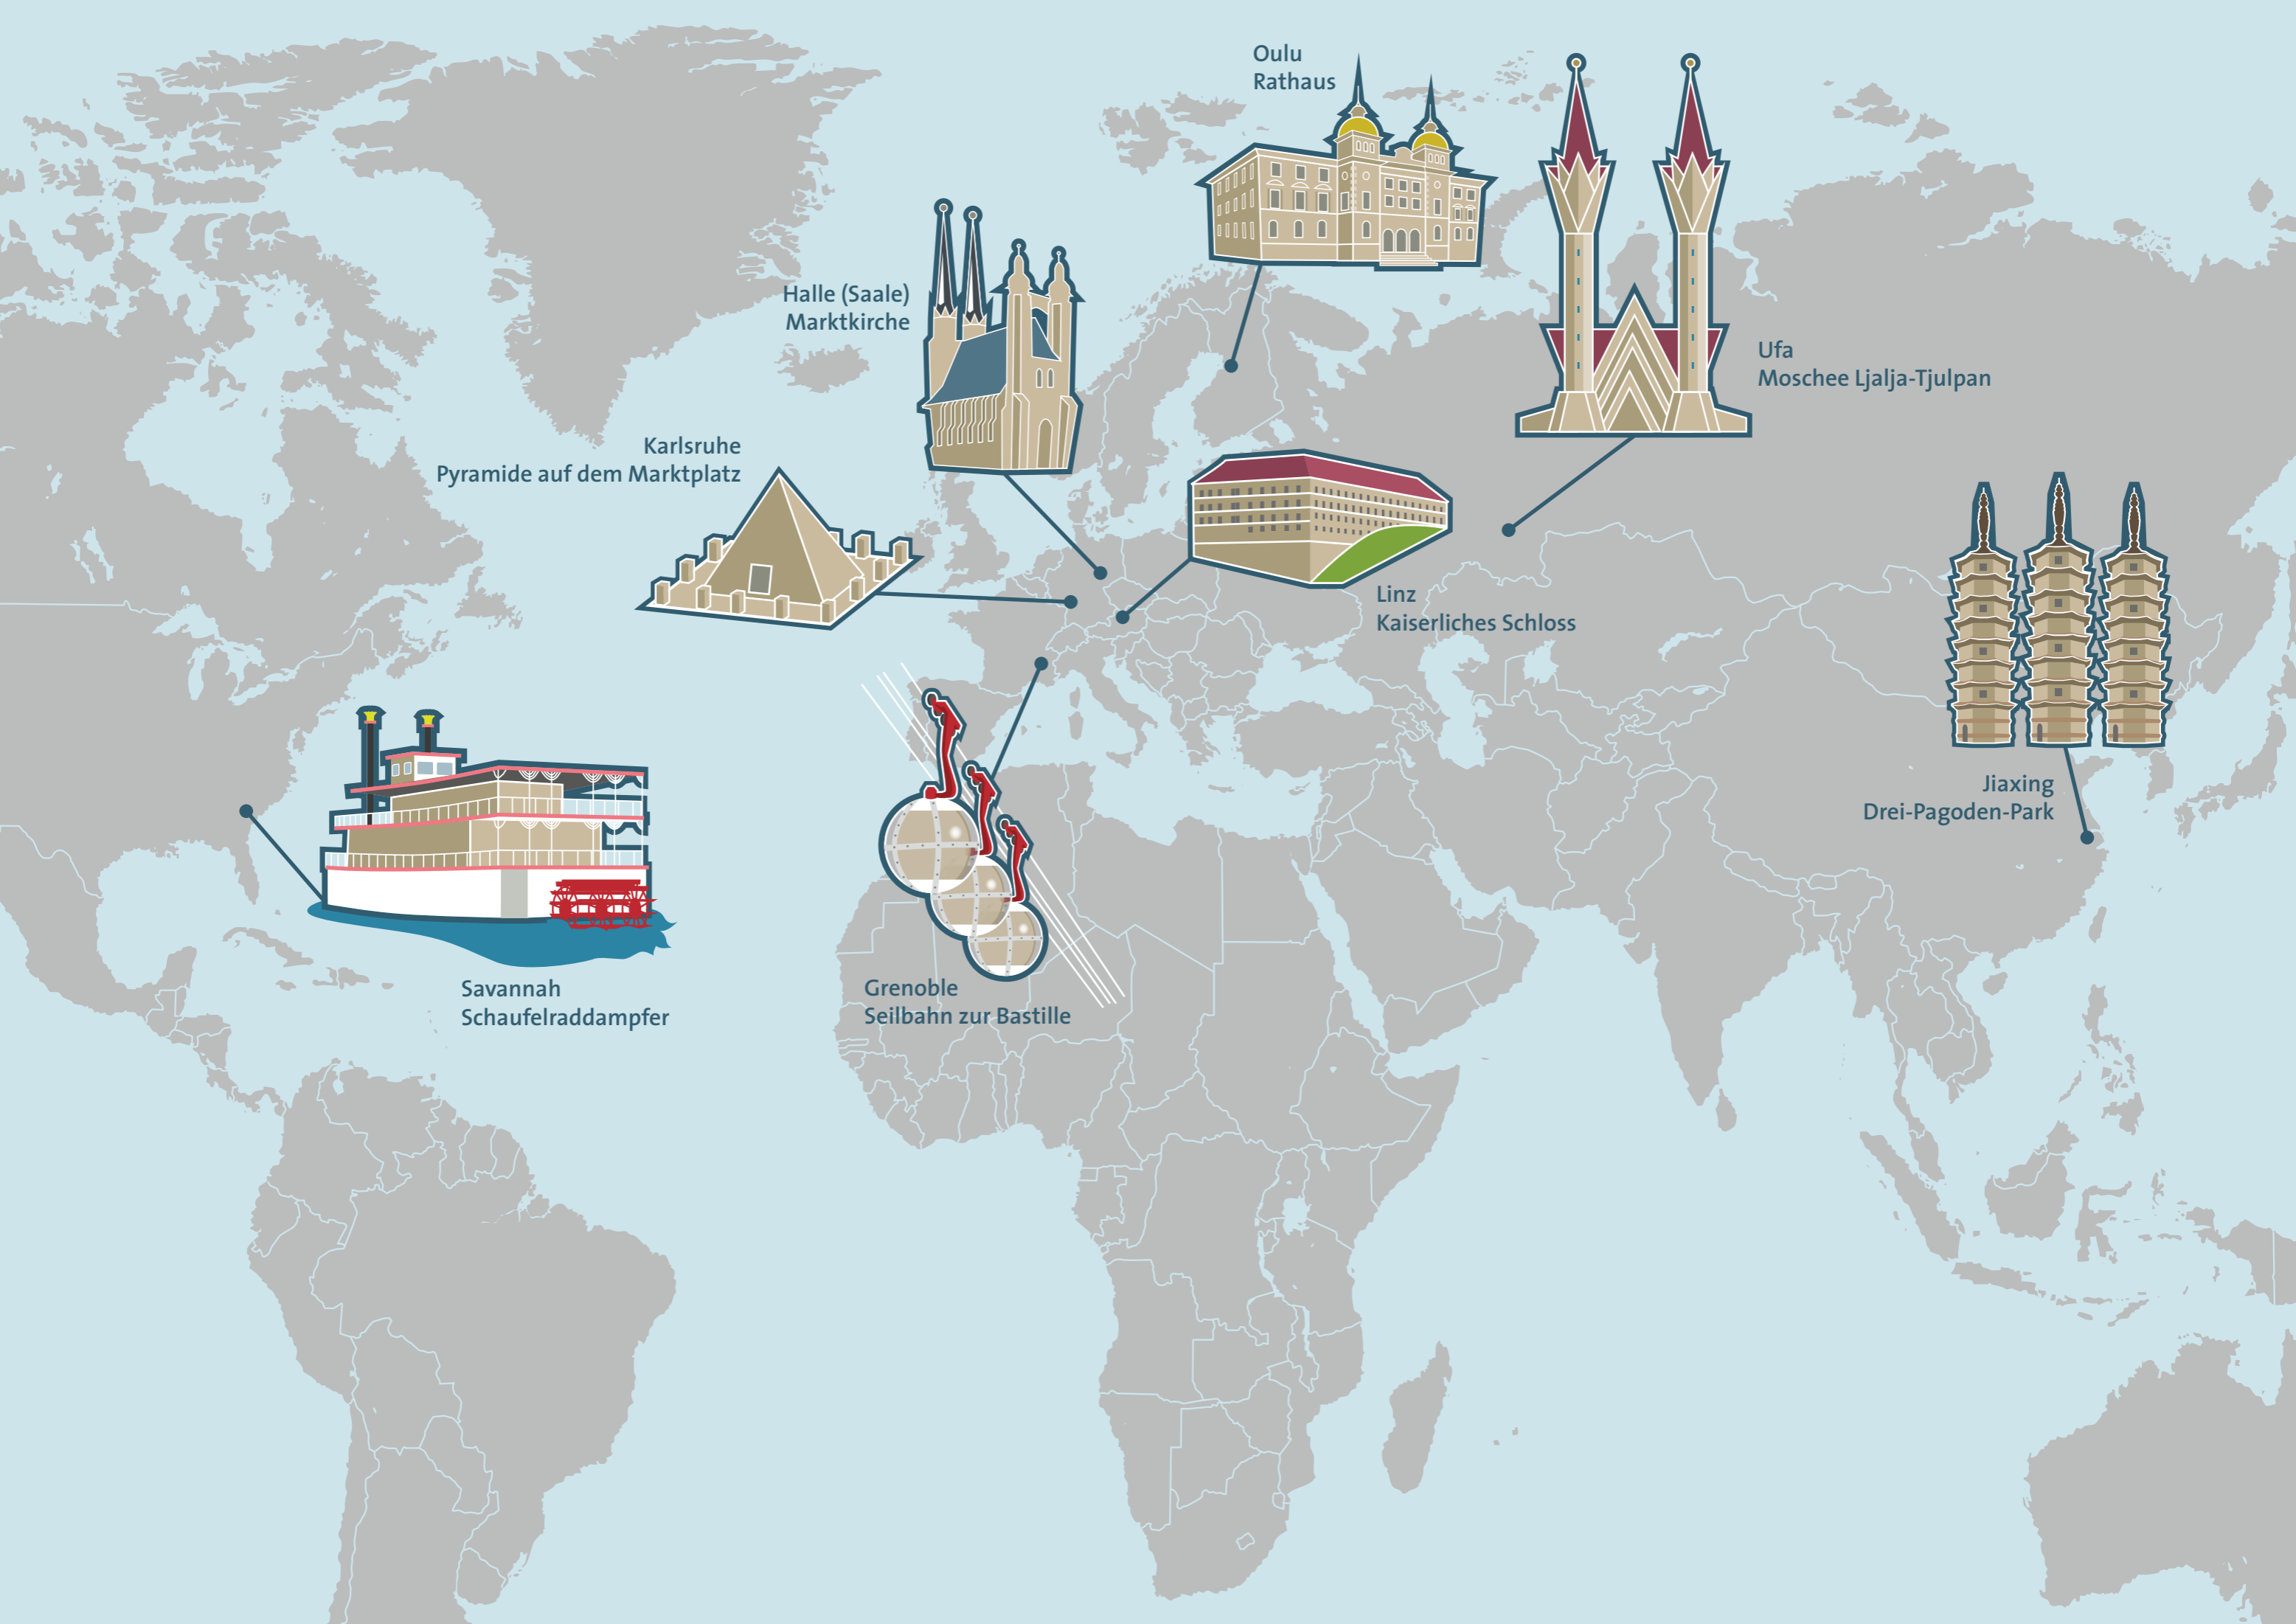 Oulu
Rathaus
Halle (Saale)
Marktkirche
Ufa
Moschee Ljalja-Tjulpan
Karlsruhe
Pyramide auf dem Marktplatz
Linz
Kaiserliches Schloss
Jiaxing
Drei-Pagoden-Park
Savannah
Schaufelraddampfer
Grenoble
Seilbahn zur Bastille